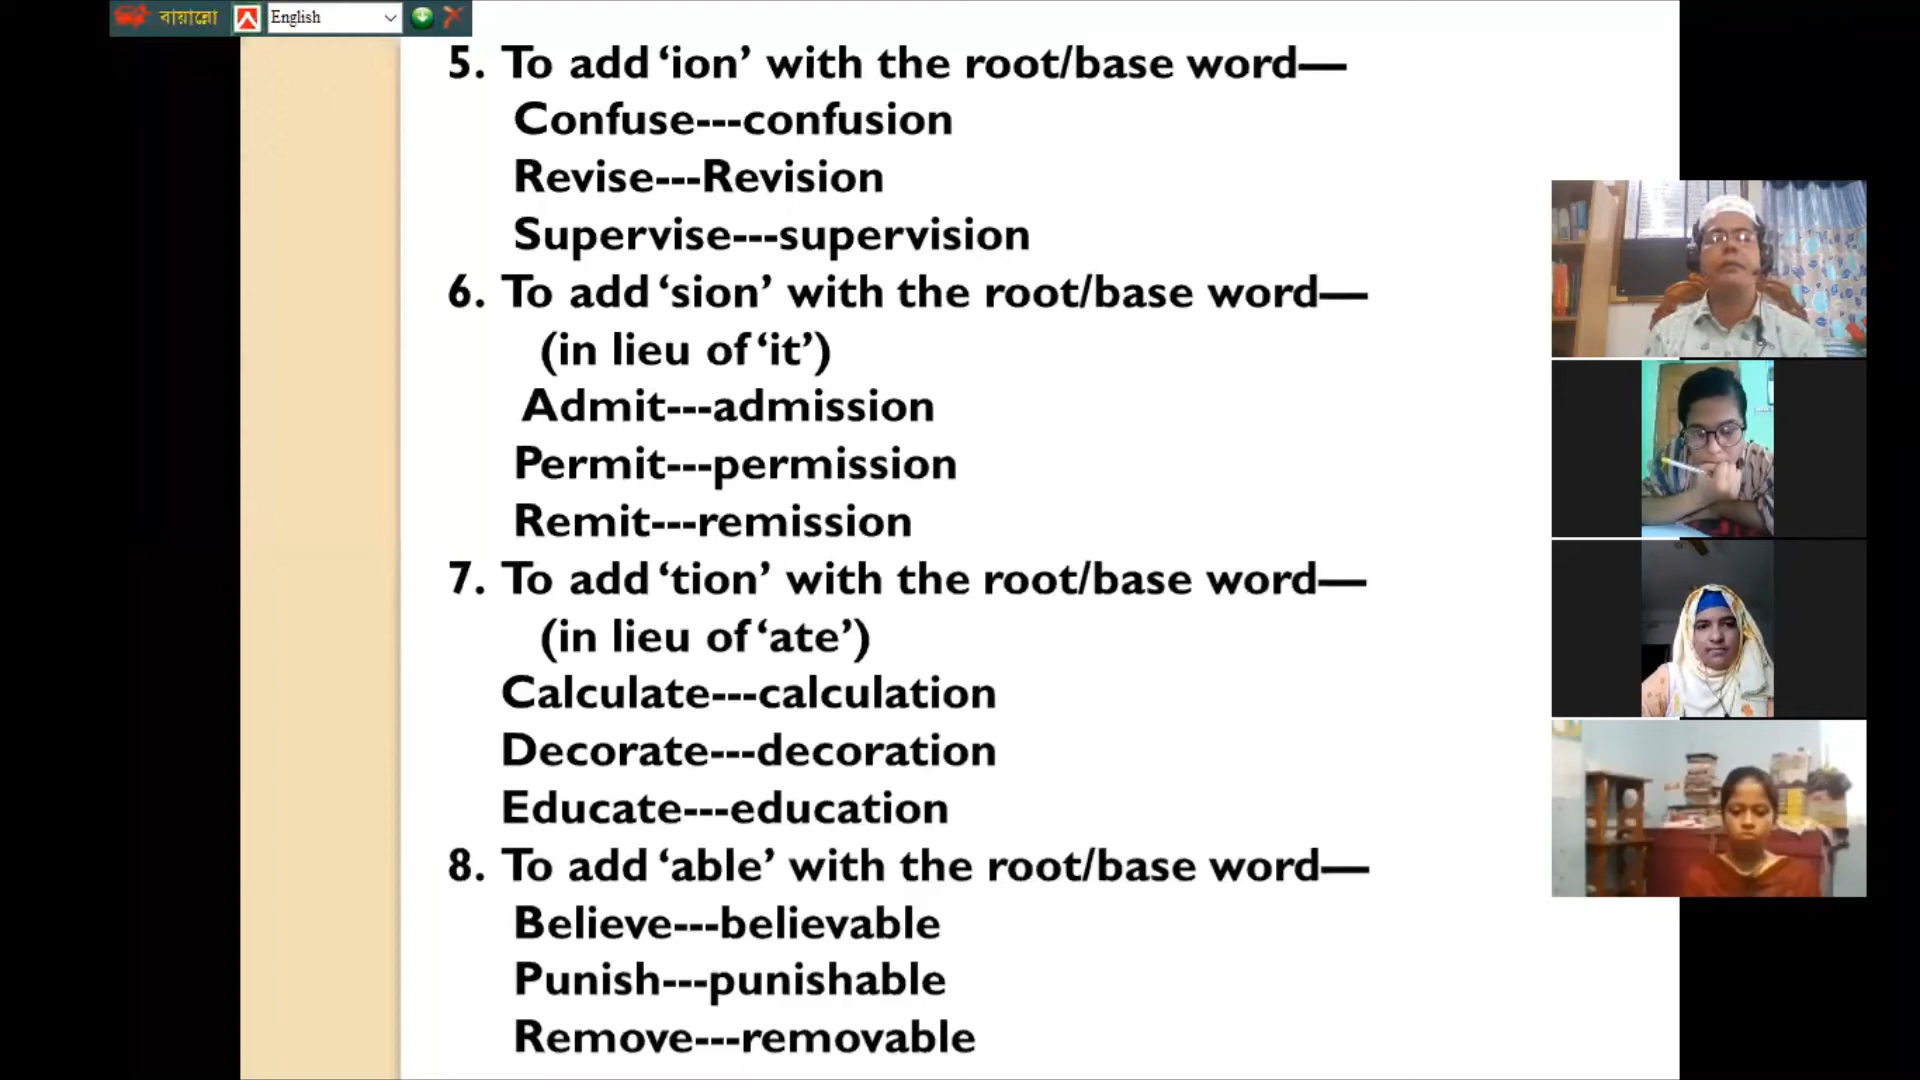 বায়ান্নো English
5. To add ‘ion’ with the root/base word—
Confuse---confusion
Revise---Revision
Supervise---supervision
6. To add ‘sion’ with the root/base word—
(in lieu of ‘it’)
Admit---admission
Permit---permission
Remit---remission
7. To add ‘tion’ with the root/base word—
(in lieu of ‘ate’)
Calculate---calculation
Decorate---decoration
Educate---education
8. To add ‘able’ with the root/base word—
Believe---believable
Punish---punishable
Remove---removable